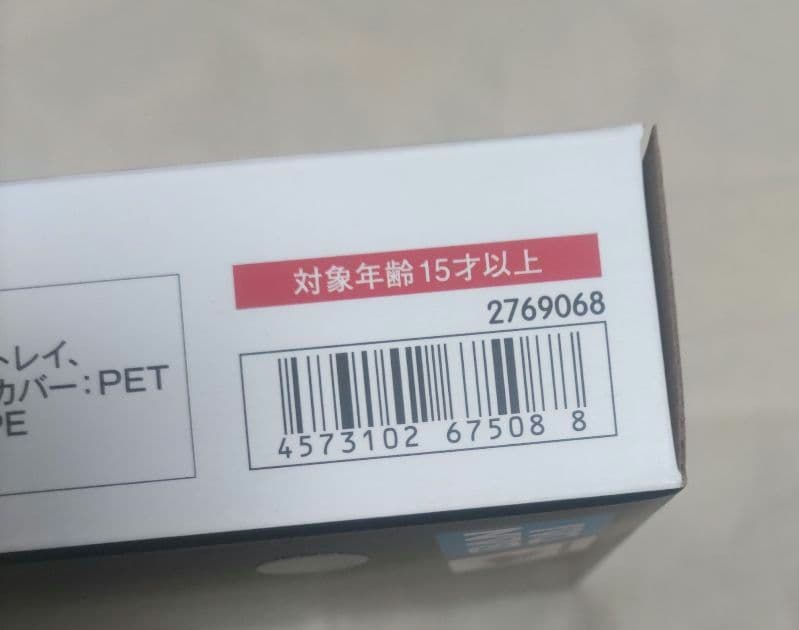 対象年齢15才以上
2769068
トレイ、
カバー：PET
PE
4573102 67508 8